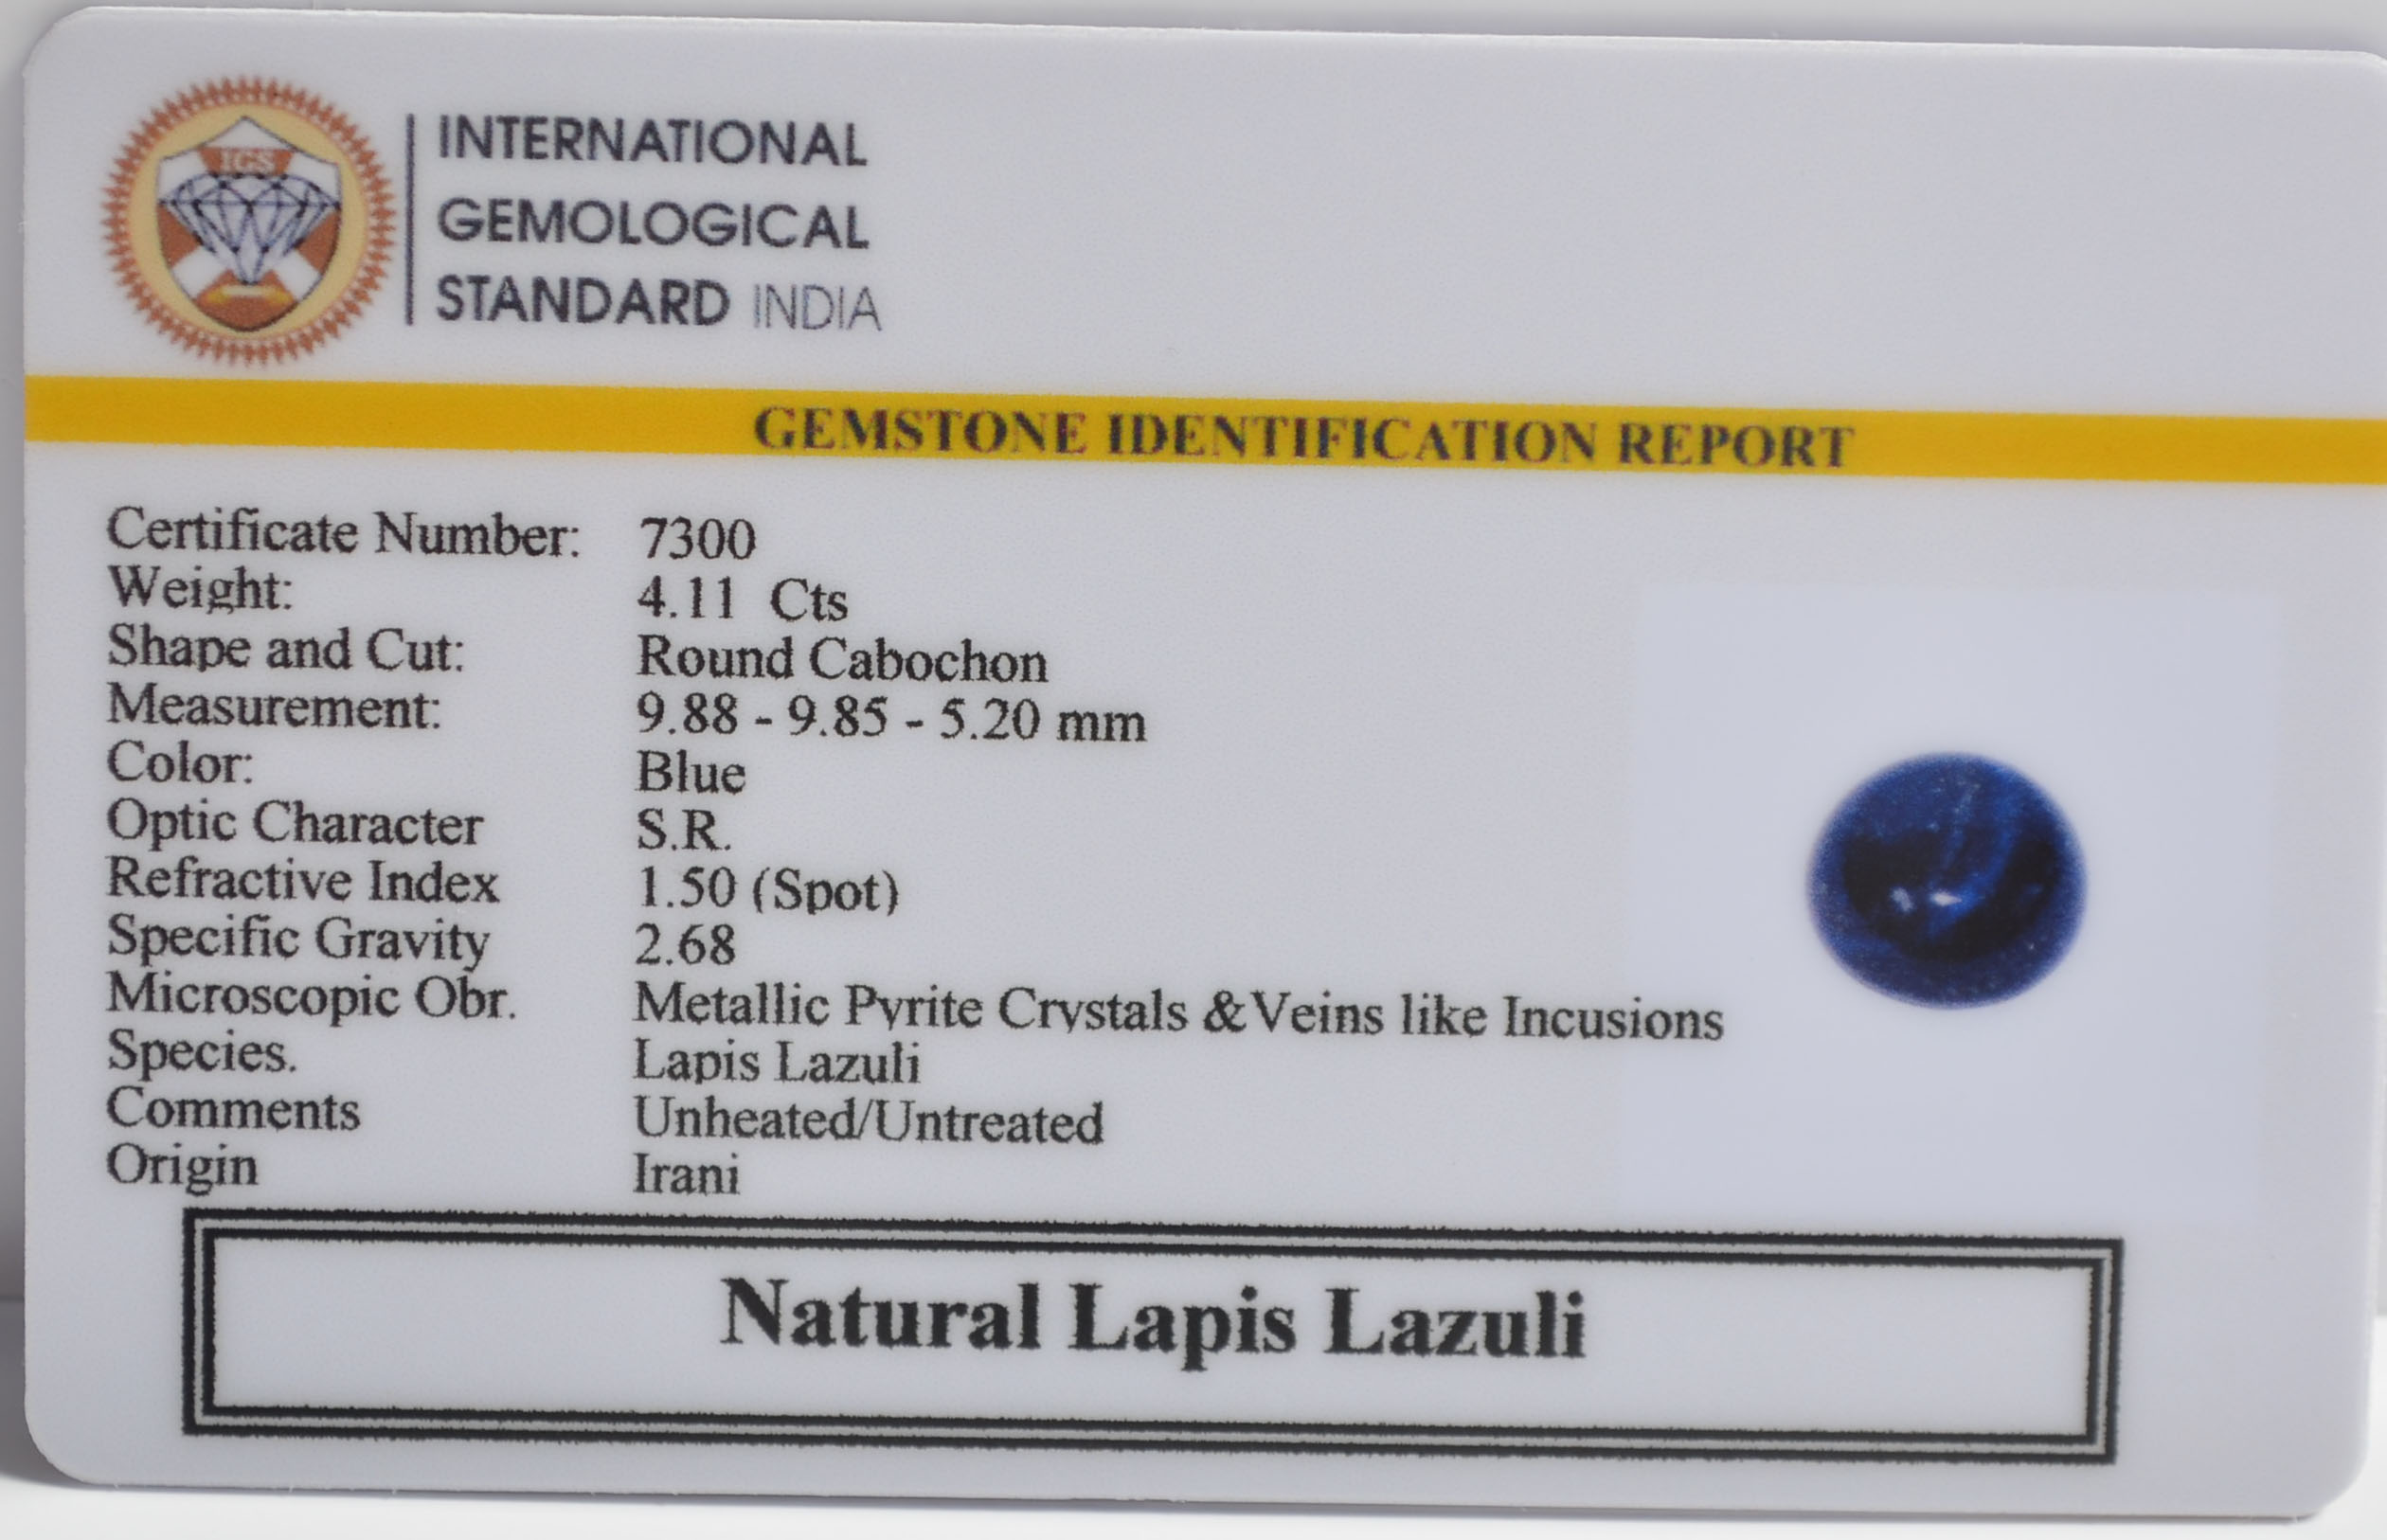 IGS
INTERNATIONAL
GEMOLOGICAL
STANDARD INDIA
GEMSTONE IDENTIFICATION REPORT
Certificate Number: 7300
Weight: 4.11 Cts
Shape and Cut: Round Cabochon
Measurement: 9.88 - 9.85 - 5.20 mm
Color: Blue
Optic Character S.R.
Refractive Index 1.50 (Spot)
Specific Gravity 2.68
Microscopic Obr. Metallic Pyrite Crystals &Veins like Incusions
Species. Lapis Lazuli
Comments Unheated/Untreated
Origin Irani
Natural Lapis Lazuli